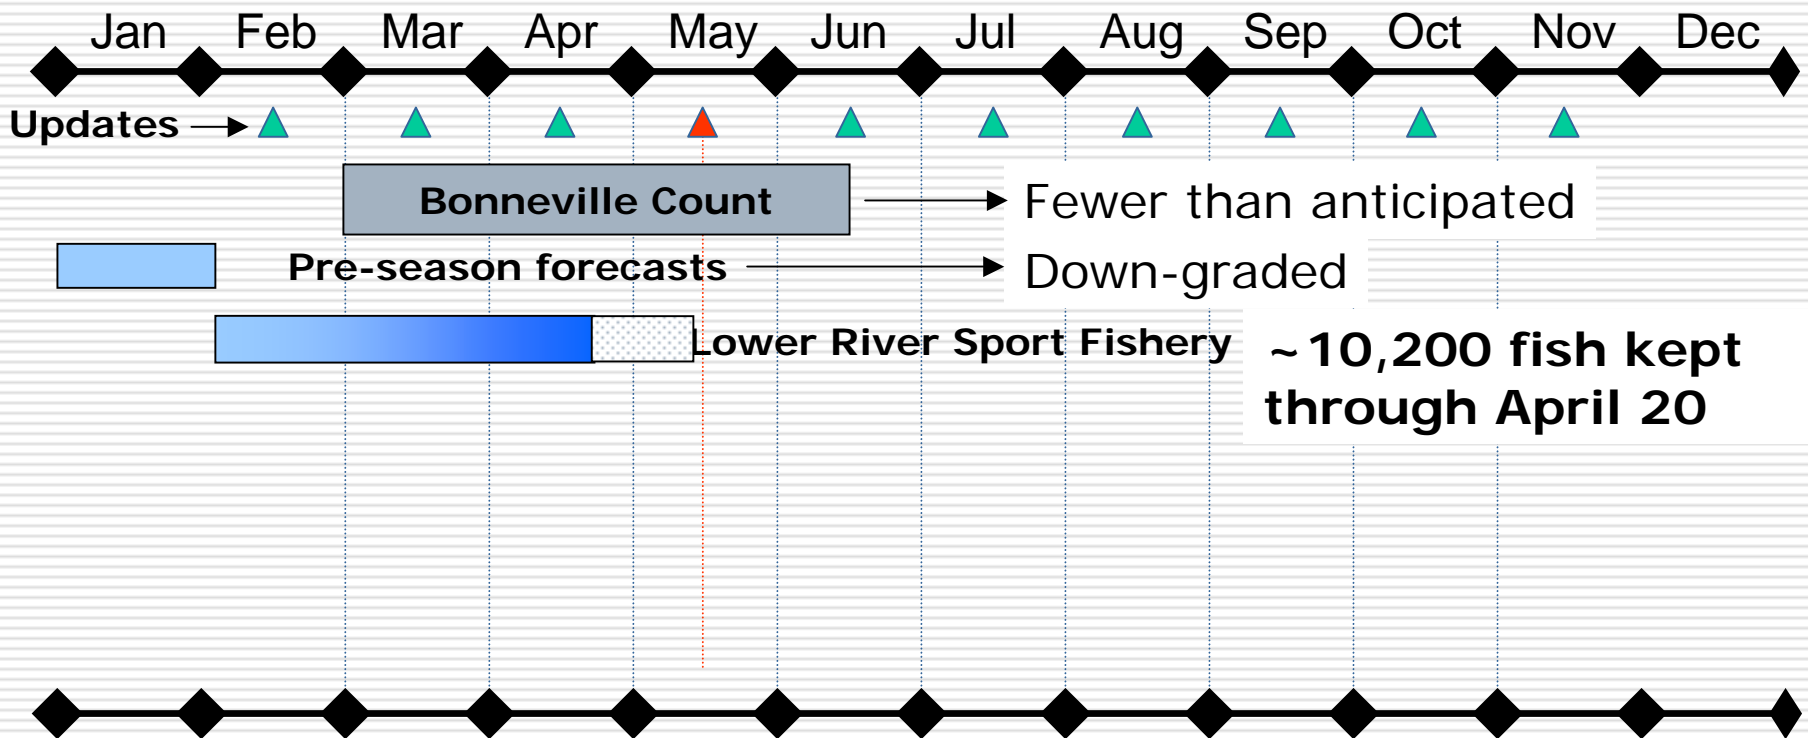 Jan Feb Mar Apr May Jun Jul Aug Sep Oct Nov Dec
Updates
Bonneville Count
Fewer than anticipated
Pre-season forecasts
Down-graded
Lower River Sport Fishery
~10,200 fish kept
through April 20